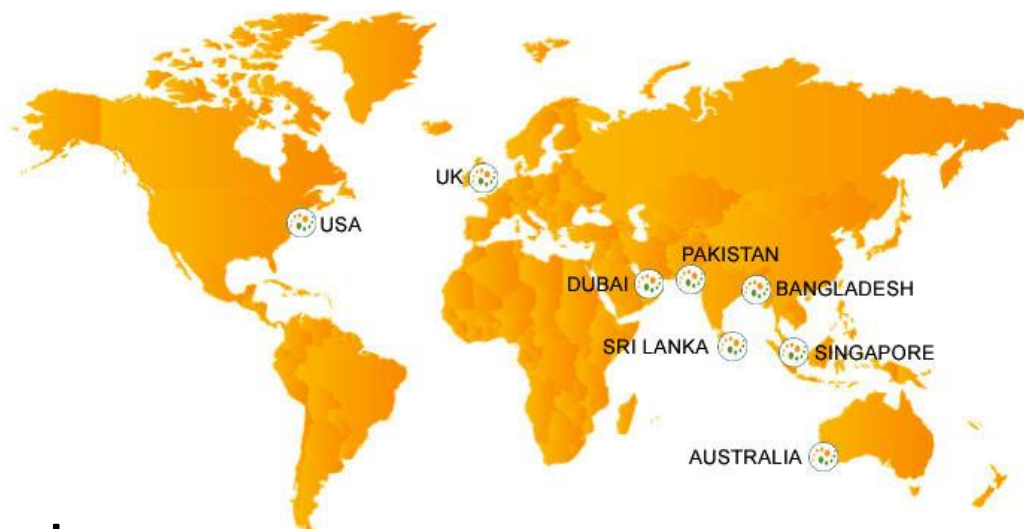 UK
USA
PAKISTAN
DUBAI
BANGLADESH
SRI LANKA
SINGAPORE
AUSTRALIA